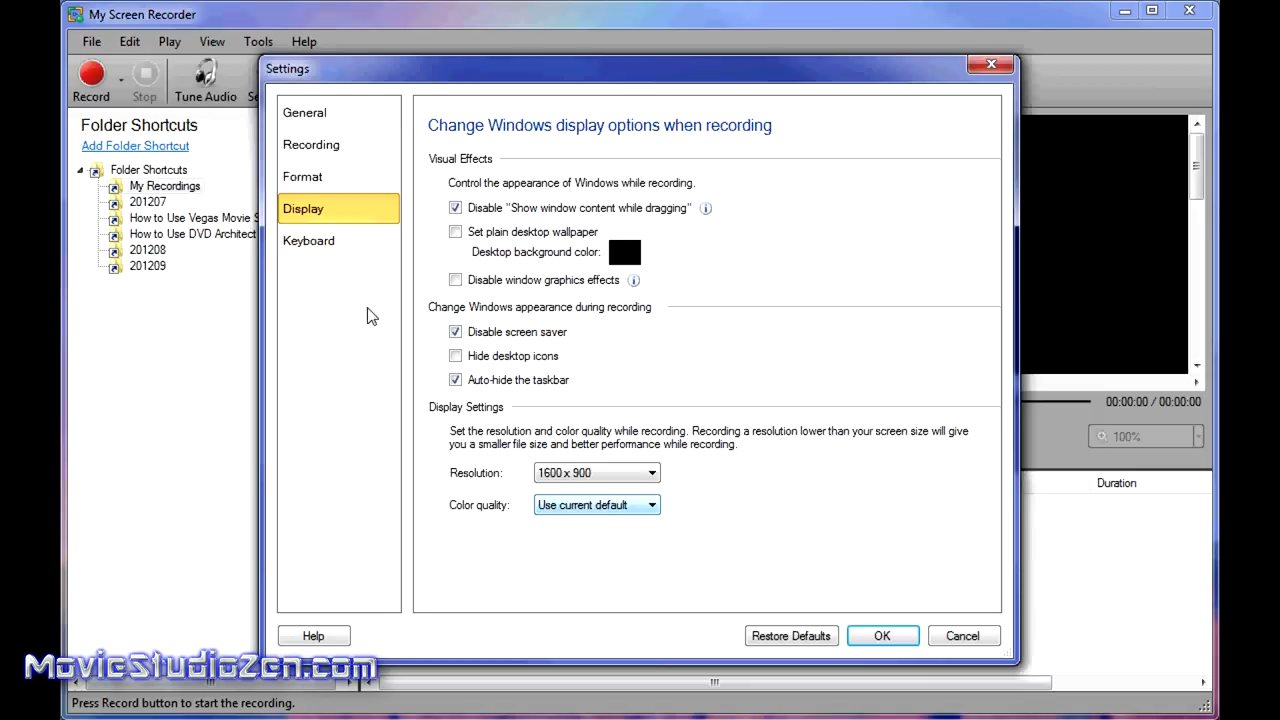 My Screen Recorder
File Edit Play View Tools Help
Record Stop Tune Audio
Folder Shortcuts
Add Folder Shortcut
Folder Shortcuts
My Recordings
201207
How to Use Vegas Movie S
How to Use DVD Architect
201208
201209
Settings
General
Recording
Format
Display
Keyboard
Change Windows display options when recording
Visual Effects
Control the appearance of Windows while recording.
Disable "Show window content while dragging"
Set plain desktop wallpaper
Desktop background color:
Disable window graphics effects
Change Windows appearance during recording
Disable screen saver
Hide desktop icons
Auto-hide the taskbar
Display Settings
Set the resolution and color quality while recording. Recording a resolution lower than your screen size will give
you a smaller file size and better performance while recording.
Resolution: 1600 x 900
Color quality: Use current default
Help Restore Defaults OK Cancel
00:00:00 / 00:00:00
100%
Duration
MovieStudioZen.com
Press Record button to start the recording.